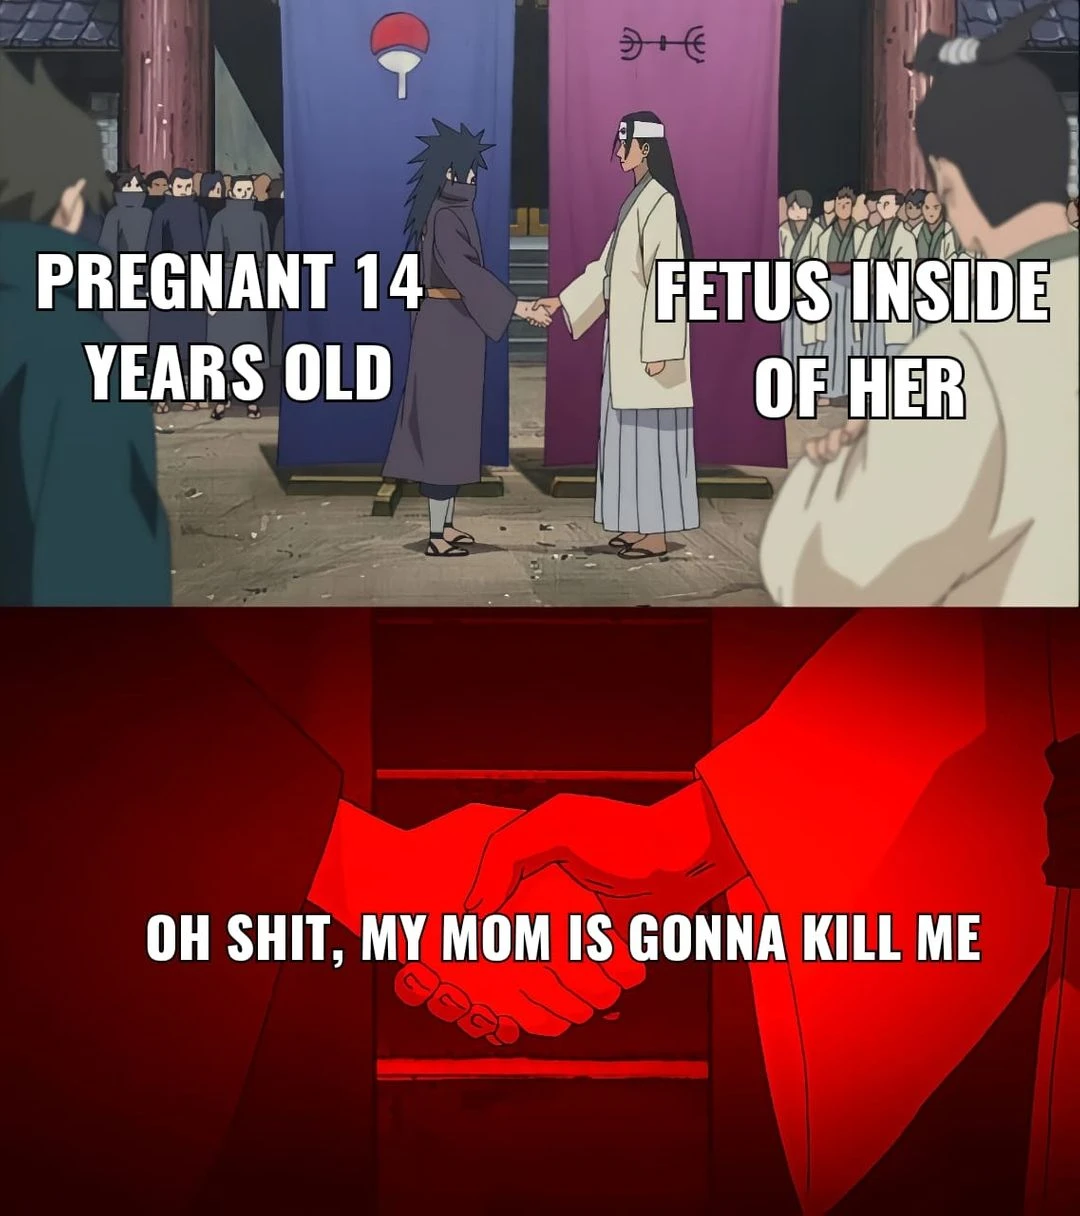 PREGNANT 14
YEARS OLD
FETUS INSIDE
OF HER
OH SHIT, MY MOM IS GONNA KILL ME